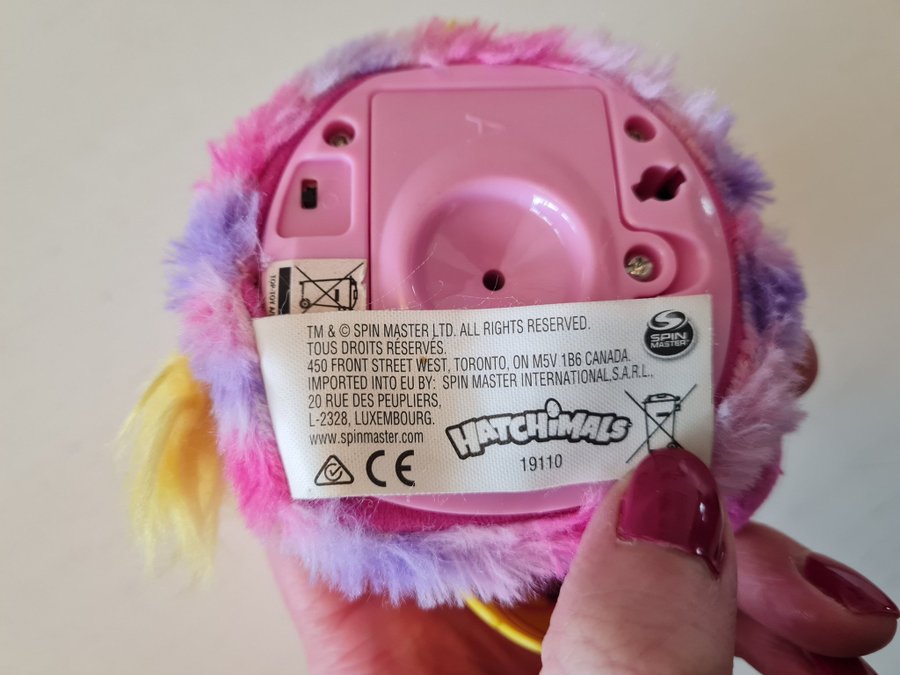 TM & © SPIN MASTER LTD. ALL RIGHTS RESERVED.
TOUS DROITS RÉSERVÉS.
450 FRONT STREET WEST, TORONTO, ON M5V 1B6 CANADA.
IMPORTED INTO EU BY: SPIN MASTER INTERNATIONAL,S.A.R.L.,
20 RUE DES PEUPLIERS,
L-2328, LUXEMBOURG.
www.spinmaster.com
CE
SPIN
MASTER
HATCHiMALS
19110
TOP-TOY